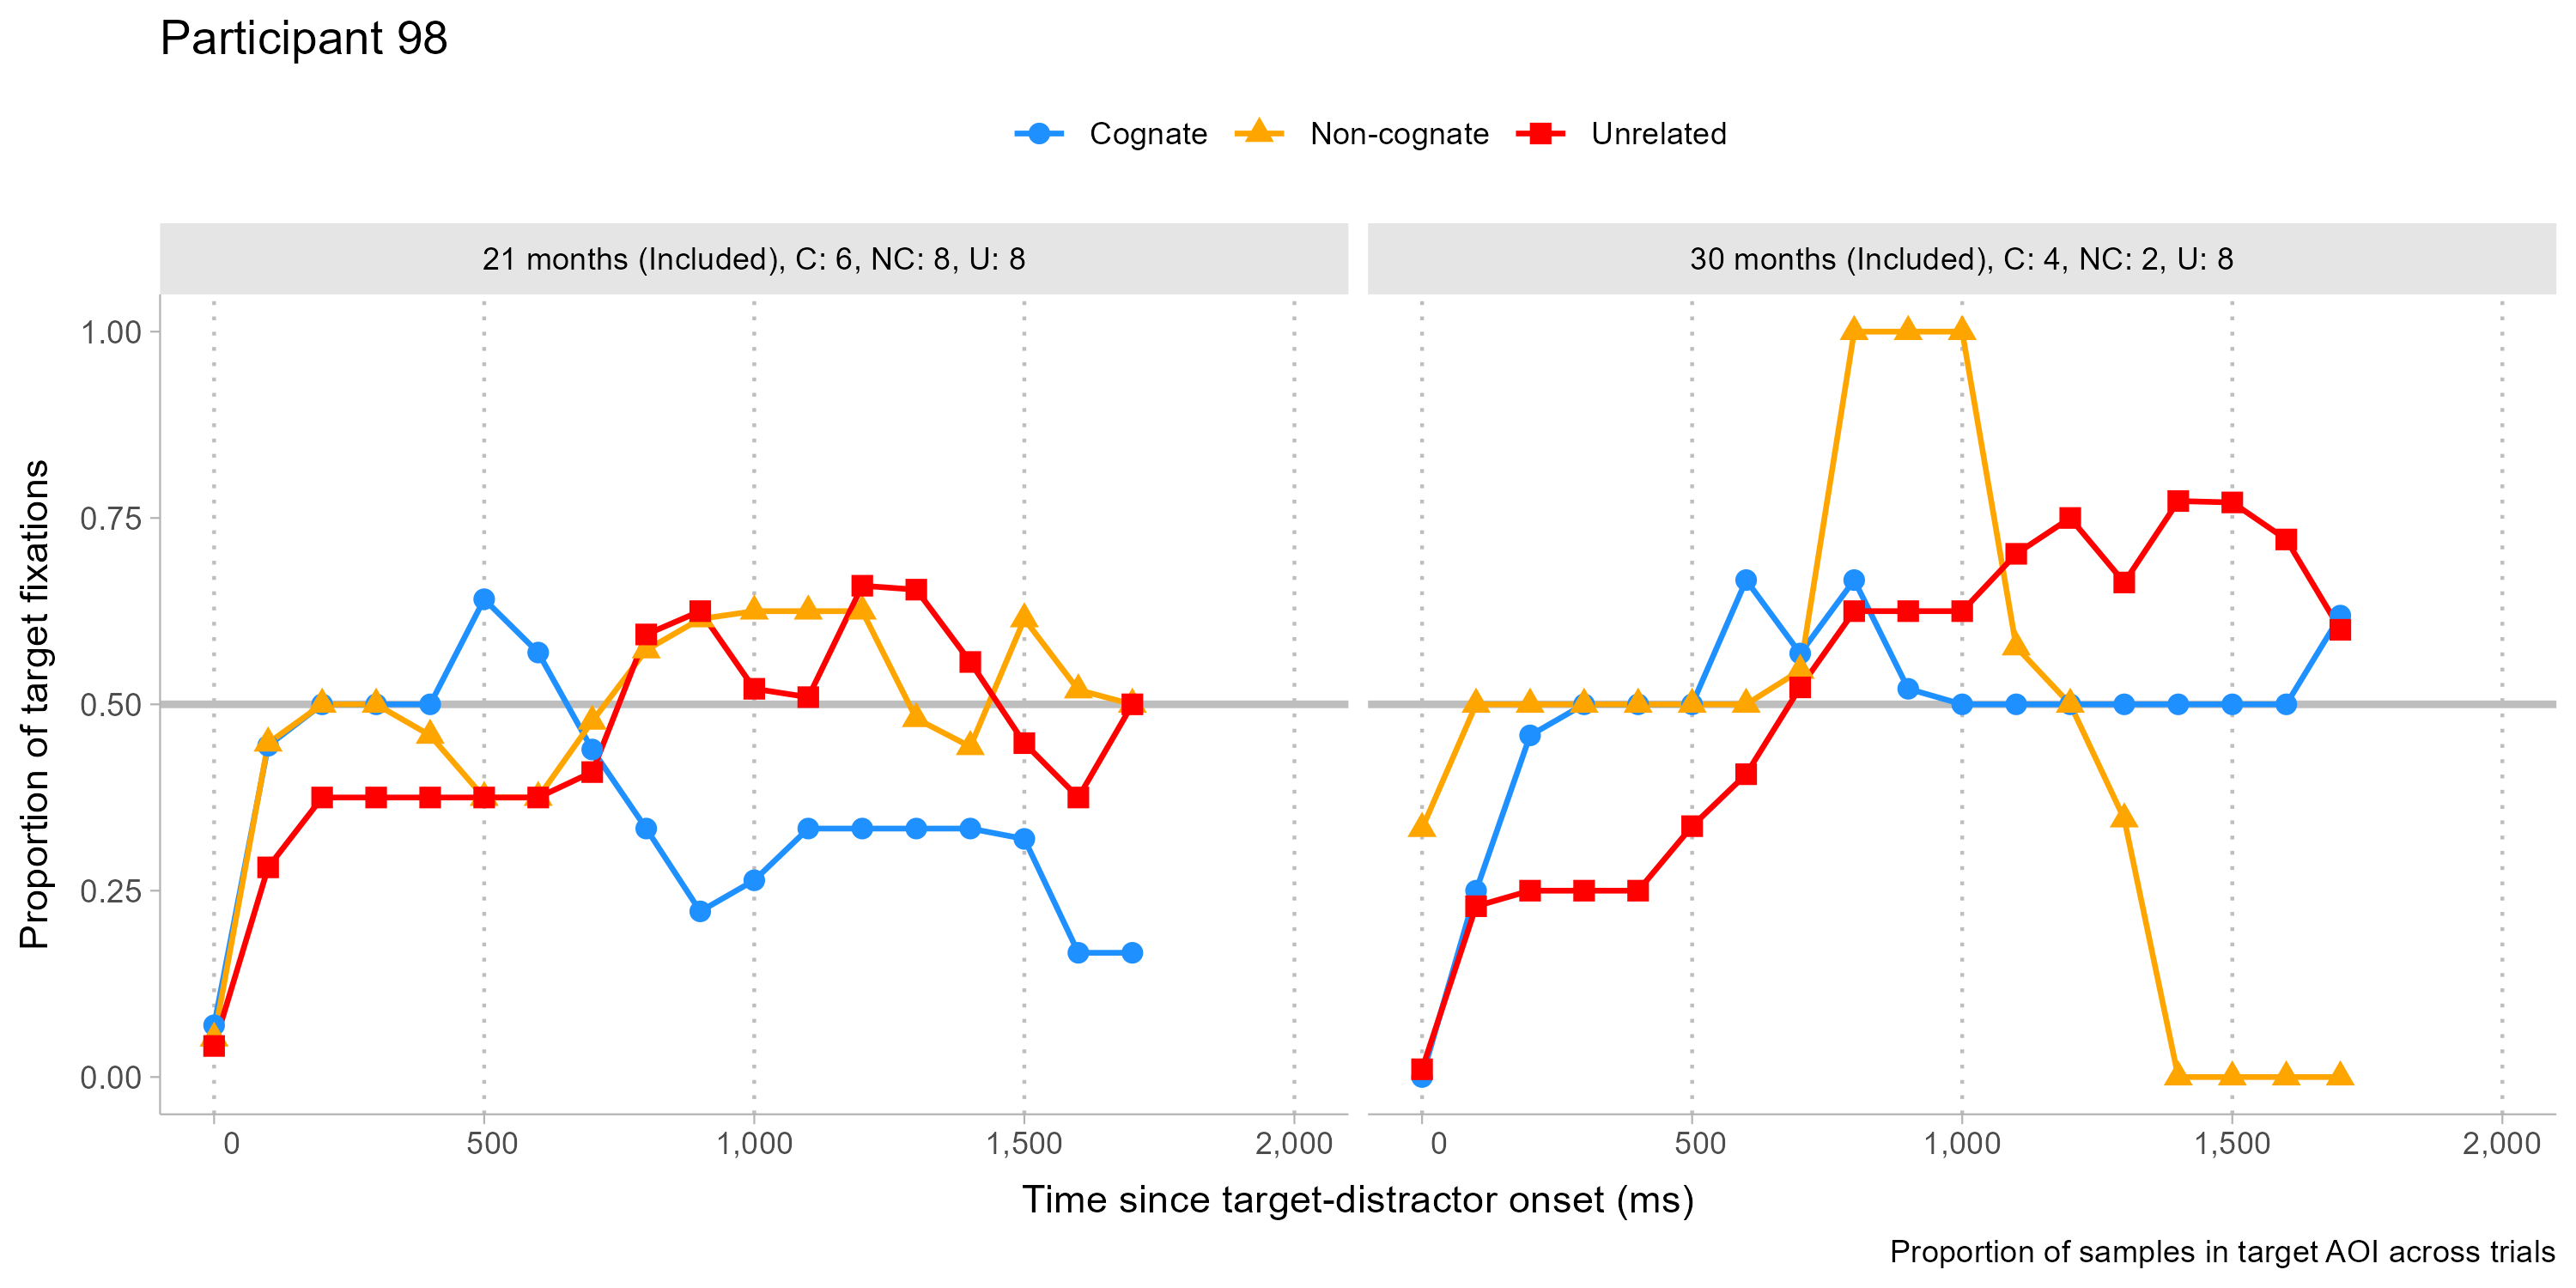 Participant 98
Cognate Non-cognate Unrelated
21 months (Included), C: 6, NC: 8, U: 8
30 months (Included), C: 4, NC: 2, U: 8
Proportion of target fixations
1.00
0.75
0.50
0.25
0.00
0 500 1,000 1,500 2,000
0 500 1,000 1,500 2,000
Time since target-distractor onset (ms)
Proportion of samples in target AOI across trials